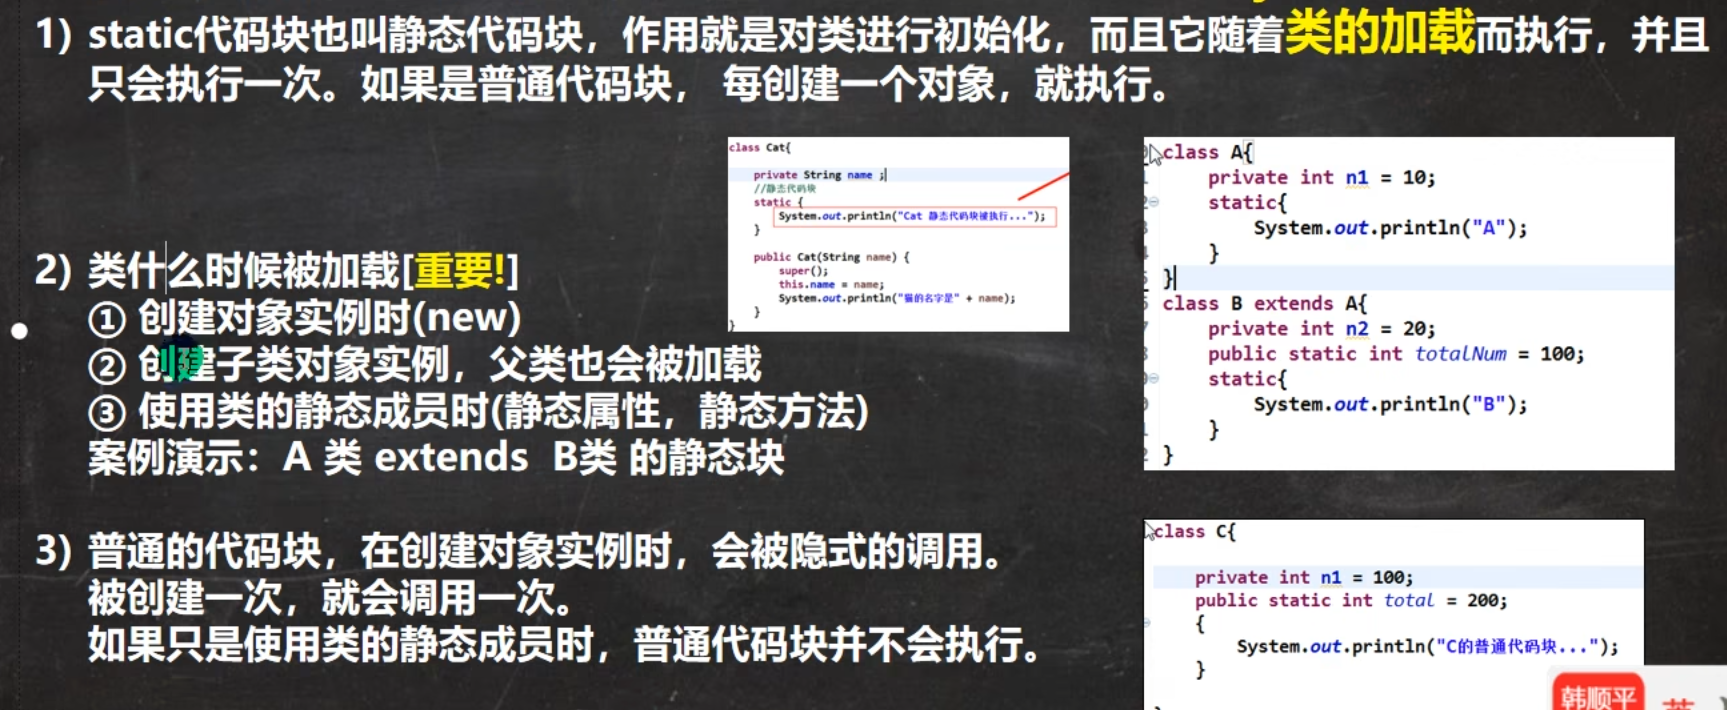 1) static代码块也叫静态代码块，作用就是对类进行初始化，而且它随着类的加载而执行，并且
只会执行一次。如果是普通代码块， 每创建一个对象，就执行。
class Cat{
private String name ;
//静态代码块
static {
System.out.println("Cat 静态代码块被执行...");
}
public Cat(String name) {
super();
this.name = name;
System.out.println("猫的名字是" + name);
}
}
class A{
private int n1 = 10;
static{
System.out.println("A");
}
}
class B extends A{
private int n2 = 20;
public static int totalNum = 100;
static{
System.out.println("B");
}
}
2) 类什么时候被加载[重要!]
① 创建对象实例时(new)
② 创建子类对象实例，父类也会被加载
③ 使用类的静态成员时(静态属性，静态方法)
案例演示：A 类 extends B类 的静态块
3) 普通的代码块，在创建对象实例时，会被隐式的调用。
被创建一次，就会调用一次。
如果只是使用类的静态成员时，普通代码块并不会执行。
class C{
private int n1 = 100;
public static int total = 200;
{
System.out.println("C的普通代码块...");
}
韩顺平